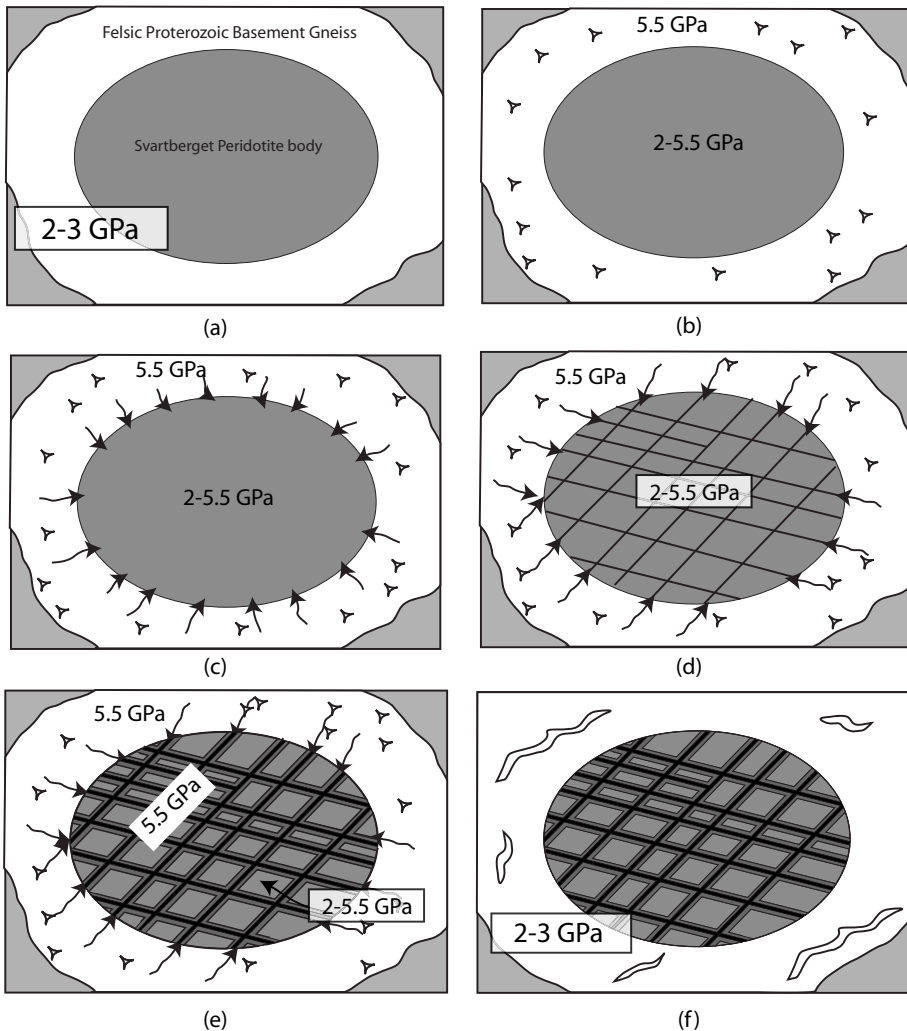 Felsic Proterozoic Basement Gneiss
Svartberget Peridotite body
2-3 GPa
(a)
5.5 GPa
2-5.5 GPa
(b)
5.5 GPa
2-5.5 GPa
(c)
5.5 GPa
2-5.5 GPa
(d)
5.5 GPa
5.5 GPa
2-5.5 GPa
(e)
2-3 GPa
(f)